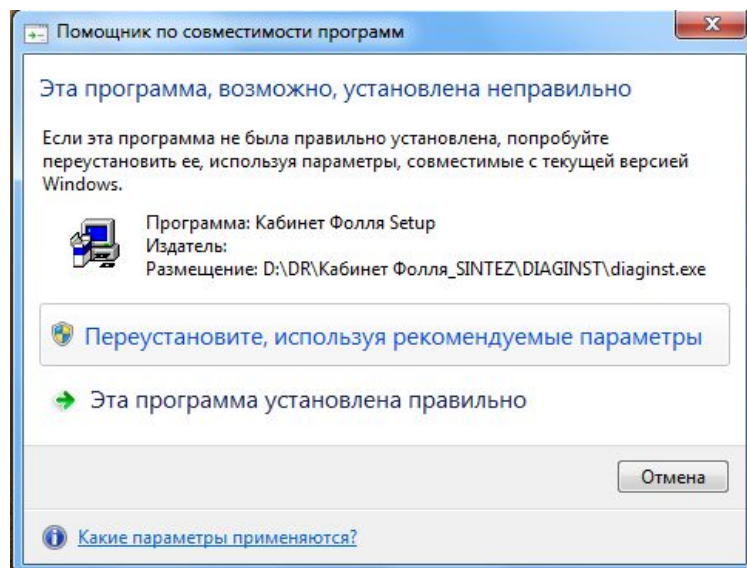 Помощник по совместимости программ
Эта программа, возможно, установлена неправильно
Если эта программа не была правильно установлена, попробуйте
переустановить ее, используя параметры, совместимые с текущей версией
Windows.
Программа: Кабинет Фолля Setup
Издатель:
Размещение: D:\DR\Кабинет Фолля_SINTEZ\DIAGINST\diaginst.exe
Переустановите, используя рекомендуемые параметры
Эта программа установлена правильно
Отмена
Какие параметры применяются?